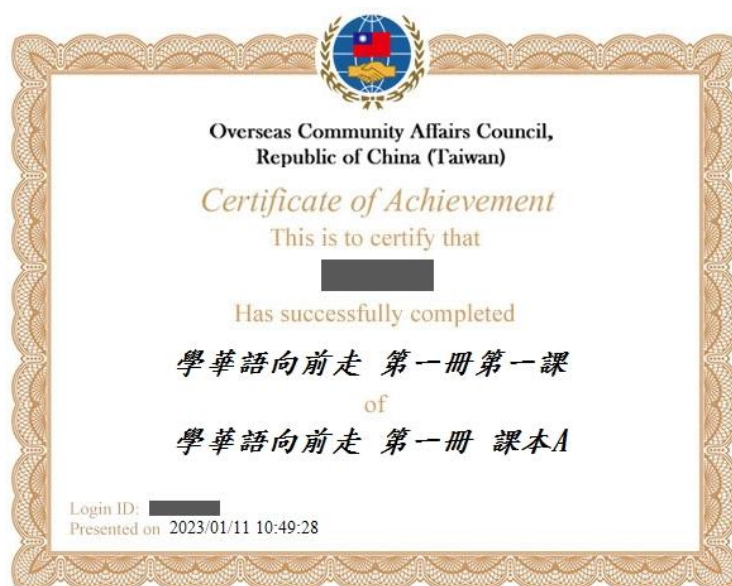 Overseas Community Affairs Council,
Republic of China (Taiwan)
Certificate of Achievement
This is to certify that
Has successfully completed
學華語向前走 第一冊第一課
of
學華語向前走 第一冊 課本A
Login ID:
Presented on 2023/01/11 10:49:28